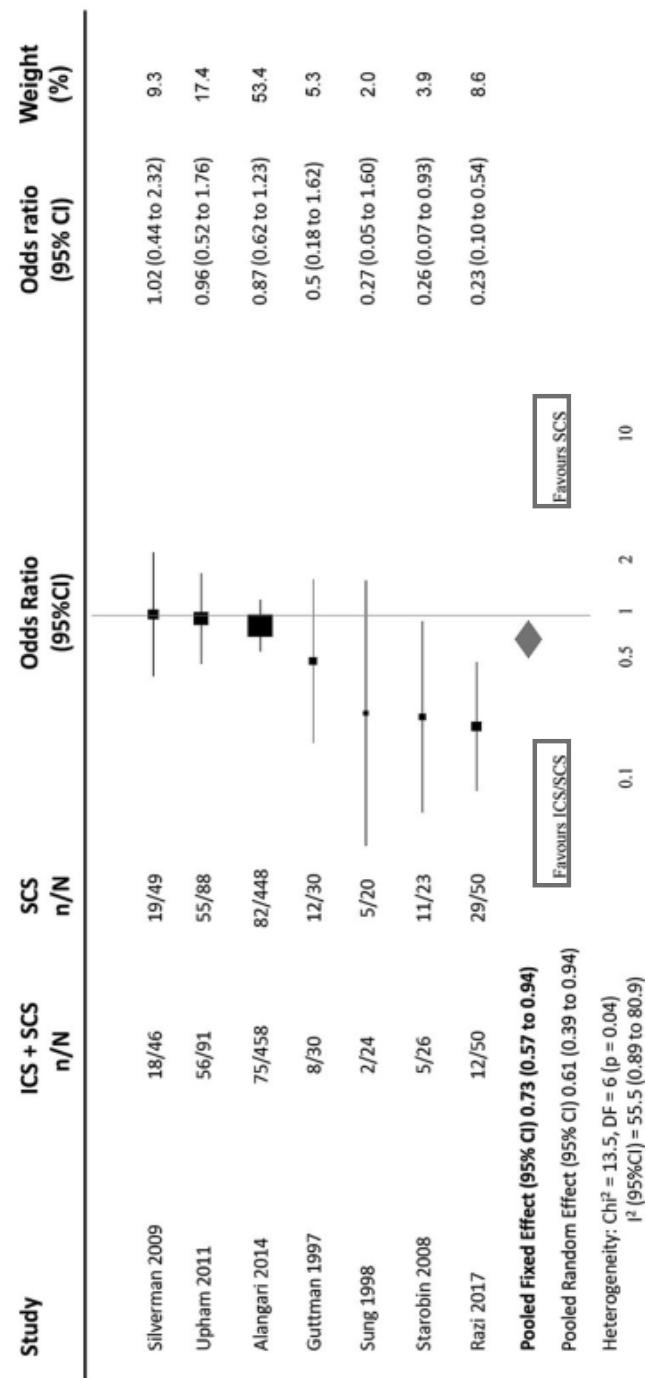 Study ICS + SCS n/N SCS n/N Odds Ratio (95%CI) Odds ratio (95% CI) Weight (%)
Silverman 2009 18/46 19/49 1.02 (0.44 to 2.32) 9.3
Upham 2011 56/91 55/88 0.96 (0.52 to 1.76) 17.4
Alangari 2014 75/458 82/448 0.87 (0.62 to 1.23) 53.4
Guttman 1997 8/30 12/30 0.5 (0.18 to 1.62) 5.3
Sung 1998 2/24 5/20 0.27 (0.05 to 1.60) 2.0
Starobin 2008 5/26 11/23 0.26 (0.07 to 0.93) 3.9
Razi 2017 12/50 29/50 0.23 (0.10 to 0.54) 8.6
Pooled Fixed Effect (95% CI) 0.73 (0.57 to 0.94)
Pooled Random Effect (95% CI) 0.61 (0.39 to 0.94) Favours ICS/SCS Favours SCS
Heterogeneity: Chi² = 13.5, DF = 6 (p = 0.04)
I² (95%CI) = 55.5 (0.89 to 80.9)
0.1 0.5 1 2 10